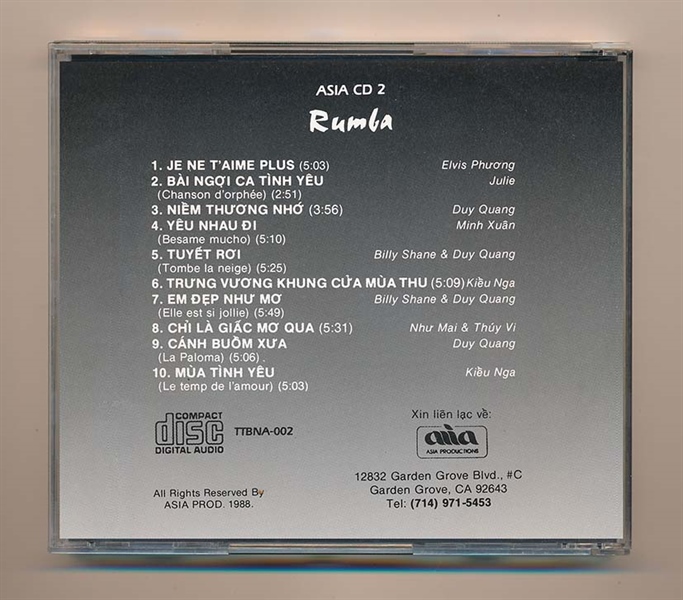 ASIA CD 2
Rumba
1. JE NE T'AIME PLUS (5:03) Elvis Phương
2. BÀI NGỢI CA TÌNH YÊU Julie
(Chanson d'orphée) (2:51)
3. NIỀM THƯƠNG NHỚ (3:56) Duy Quang
4. YÊU NHAU ĐI Minh Xuân
(Besame mucho) (5:10)
5. TUYẾT RƠI Billy Shane & Duy Quang
(Tombe la neige) (5:25)
6. TRƯNG VƯƠNG KHUNG CỬA MÙA THU (5:09) Kiều Nga
7. EM ĐẸP NHƯ MƠ Billy Shane & Duy Quang
(Elle est si jollie) (5:49)
8. CHỈ LÀ GIẤC MƠ QUA (5:31) Như Mai & Thúy Vi
9. CÁNH BUỒM XƯA Duy Quang
(La Paloma) (5:06) .
10. MÙA TÌNH YÊU Kiều Nga
(Le temp de l'amour) (5:03)
COMPACT
disc
DIGITAL AUDIO
TTBNA-002
Xin liên lạc về:
asia
ASIA PRODUCTIONS
12832 Garden Grove Blvd., #C
Garden Grove, CA 92643
Tel: (714) 971-5453
All Rights Reserved By
ASIA PROD. 1988.